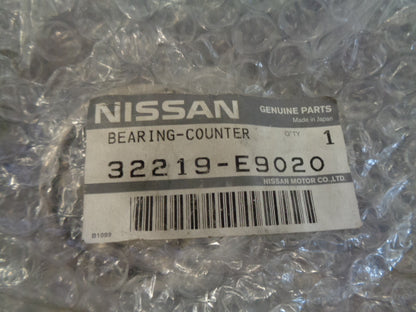 NISSAN
GENUINE PARTS
Made in Japan
BEARING-COUNTER
Q'TY 1
32219-E9020
NISSAN MOTOR CO.,LTD.
B1099